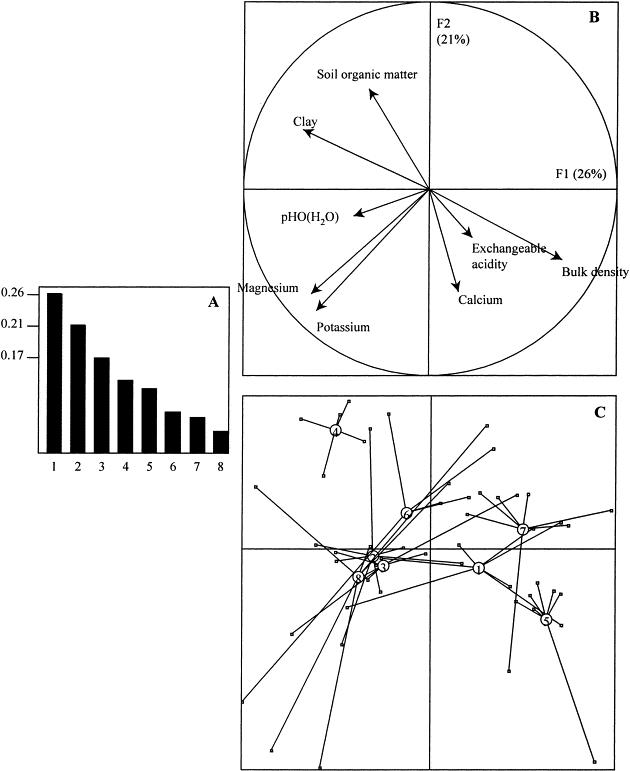 F2
(21%)
B
Soil organic matter
Clay
F1 (26%)
pHO(H₂O)
Exchangeable
acidity
Bulk density
Magnesium
Calcium
Potassium
A
0.26
0.21
0.17
1 2 3 4 5 6 7 8
C
4
6
7
2
3
8
1
5